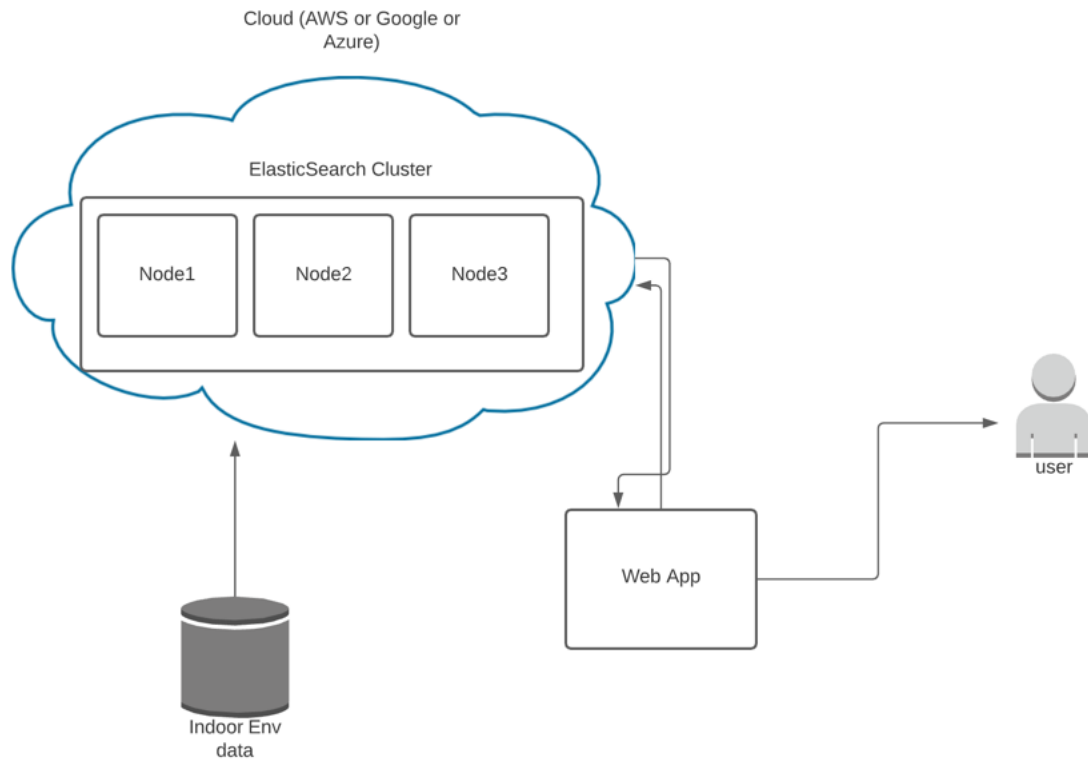 Cloud (AWS or Google or
Azure)
ElasticSearch Cluster
Node1
Node2
Node3
user
Web App
Indoor Env
data